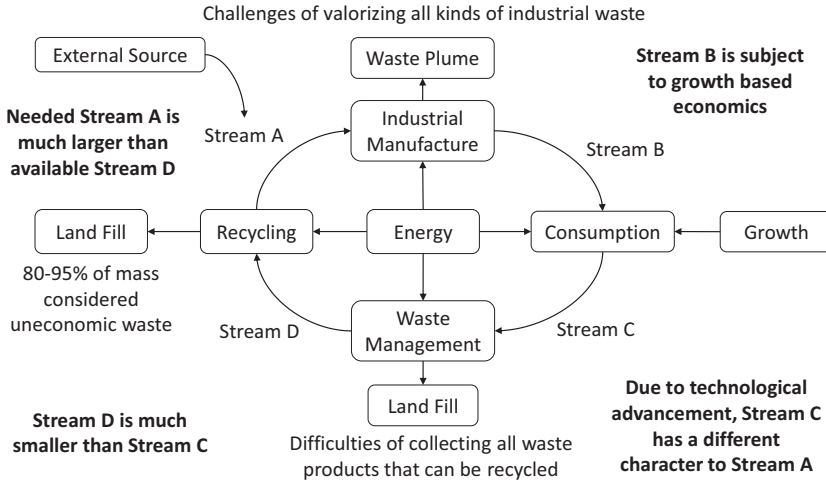 Challenges of valorizing all kinds of industrial waste
External Source
Waste Plume
Stream B is subject
to growth based
economics
Needed Stream A is
much larger than
available Stream D
Stream A
Industrial
Manufacture
Stream B
Land Fill
Recycling
Energy
Consumption
Growth
80-95% of mass
considered
uneconomic waste
Stream D
Waste
Management
Stream C
Land Fill
Stream D is much
smaller than Stream C
Difficulties of collecting all waste
products that can be recycled
Due to technological
advancement, Stream C
has a different
character to Stream A